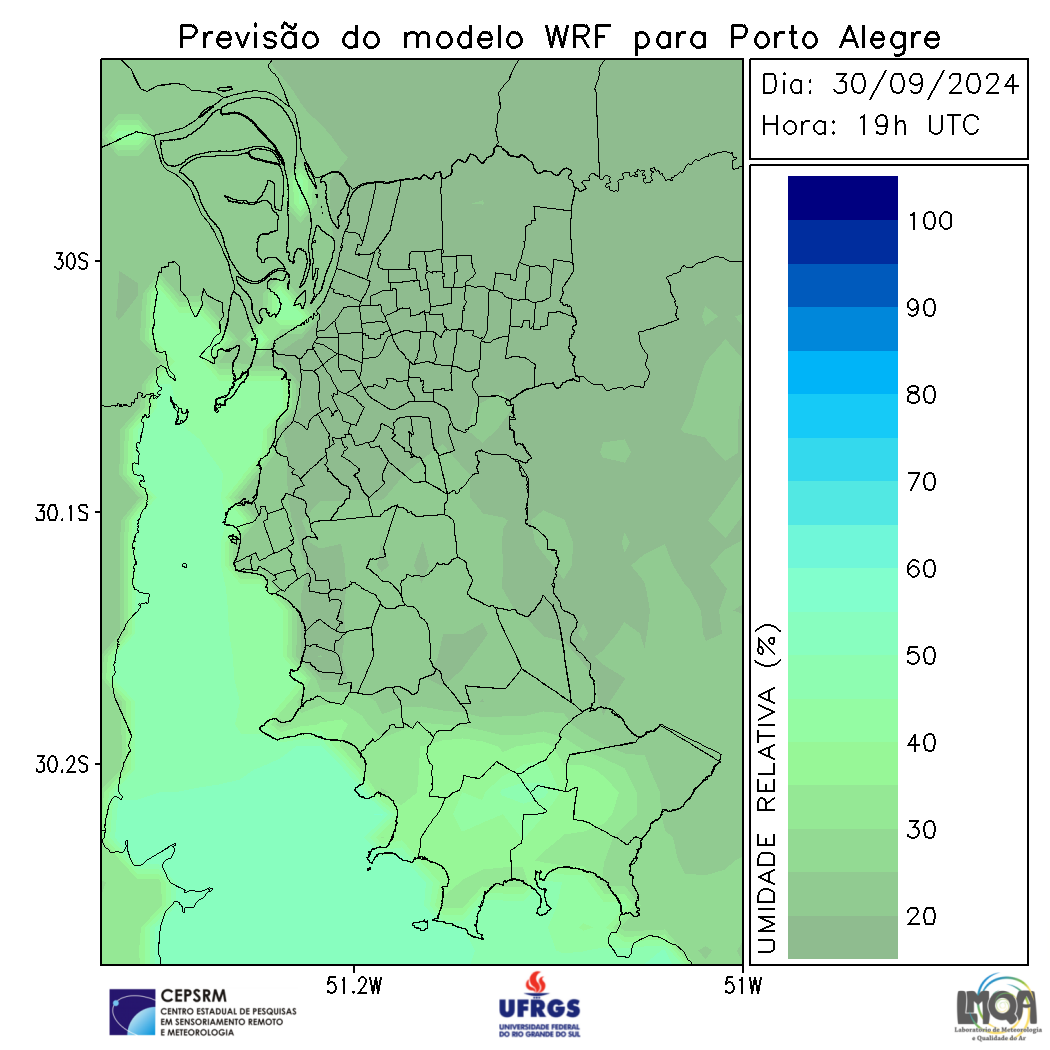 Previsão do modelo WRF para Porto Alegre
Dia: 30/09/2024
Hora: 19h UTC
100
90
80
70
60
50
40
30
20
UMIDADE RELATIVA (%)
30S
30.1S
30.2S
51.2W
51W
CEPSRM
CENTRO ESTADUAL DE PESQUISAS
EM SENSORIAMENTO REMOTO
E METEOROLOGIA
UFRGS
UNIVERSIDADE FEDERAL
DO RIO GRANDE DO SUL
LMQA
Laboratório de Meteorologia
e Qualidade do Ar